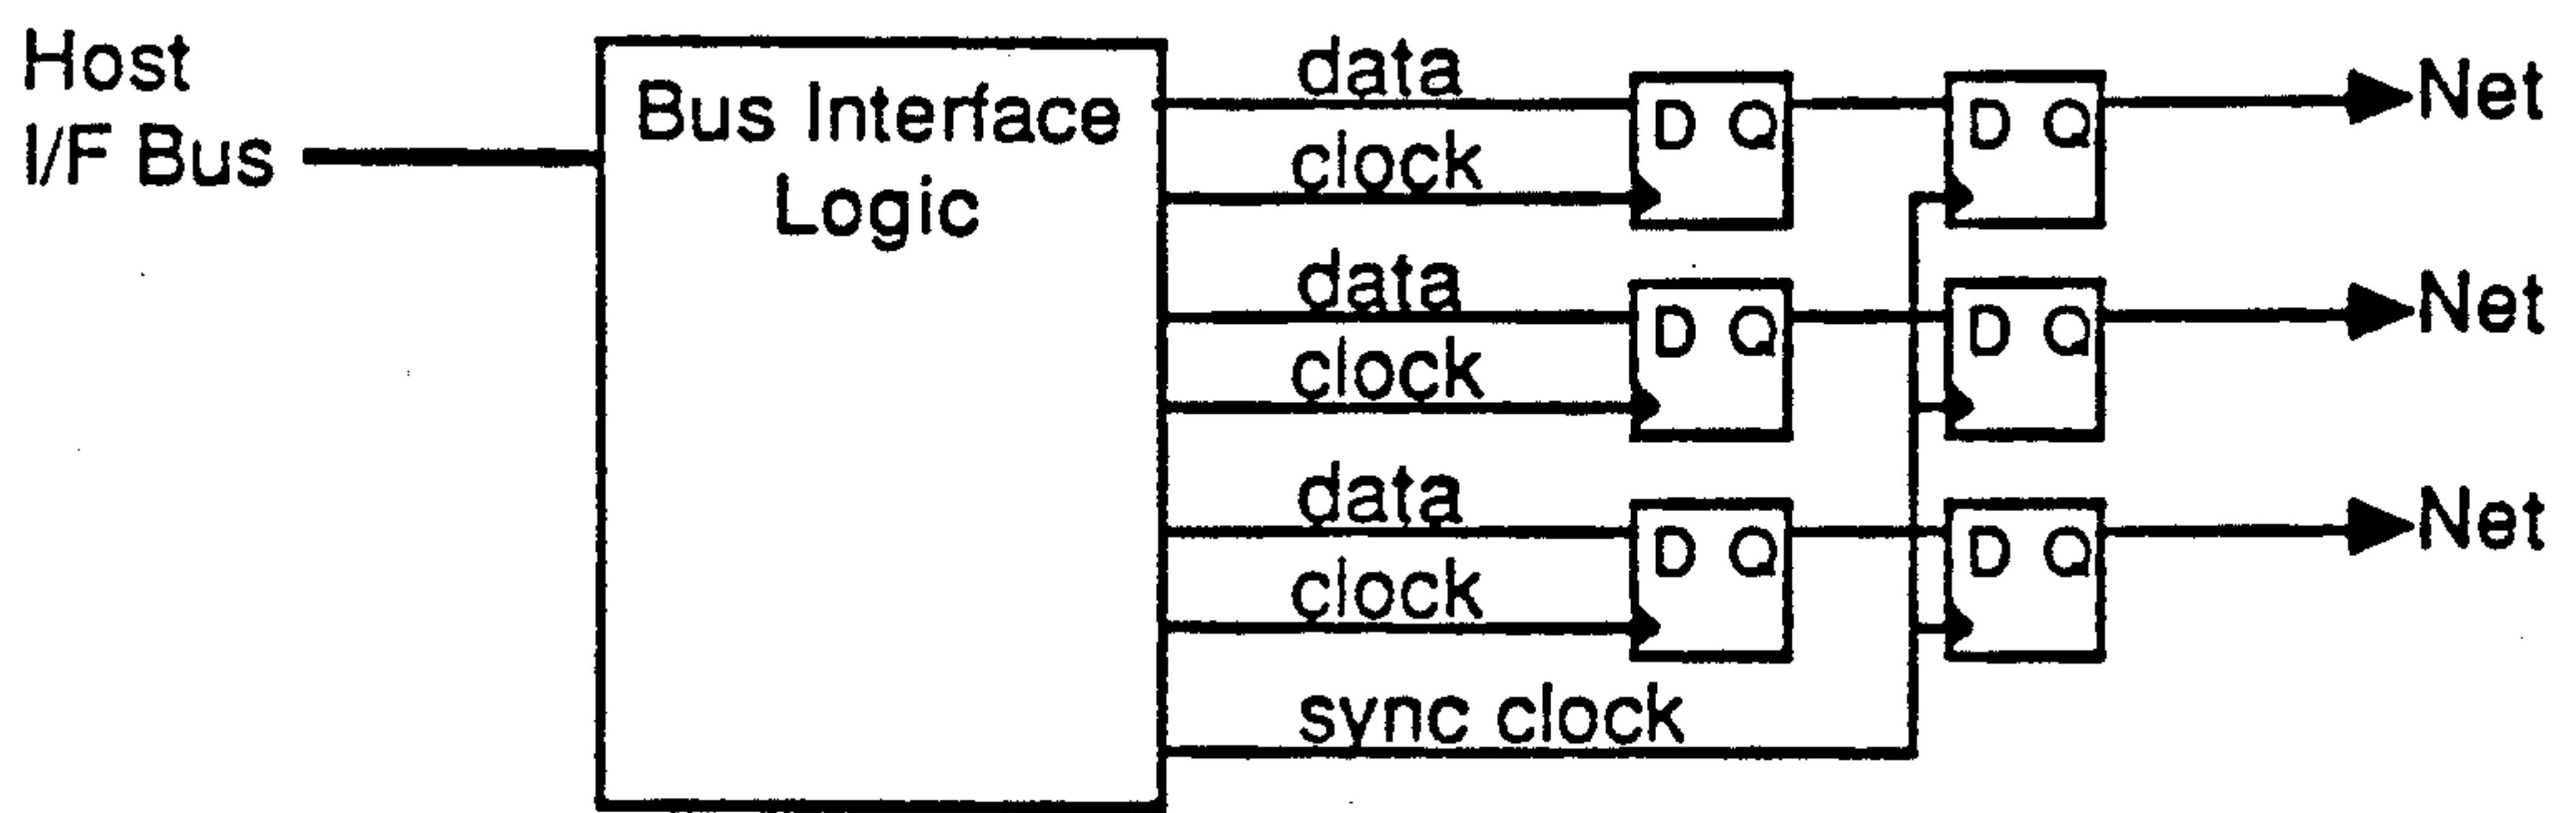 Host
I/F Bus
Bus Interface
Logic
data
clock
D Q
D Q
Net
data
clock
D Q
D Q
Net
data
clock
D Q
D Q
Net
sync clock